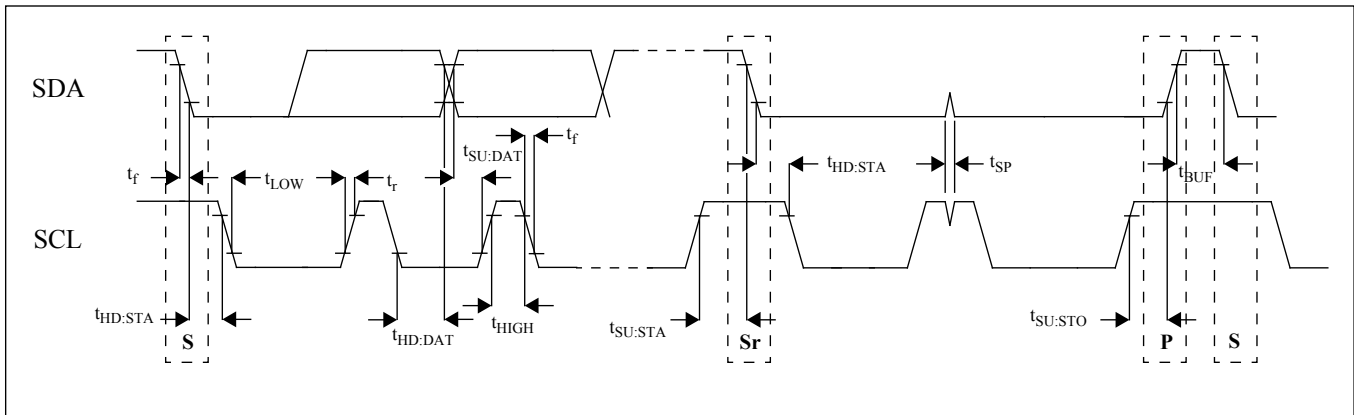 SDA
t_f
t_SU:DAT
t_f
t_LOW
t_r
t_HD:STA
t_SP
t_BUF
SCL
t_HD:STA
t_HD:DAT
t_HIGH
t_SU:STA
t_SU:STO
S
Sr
P
S